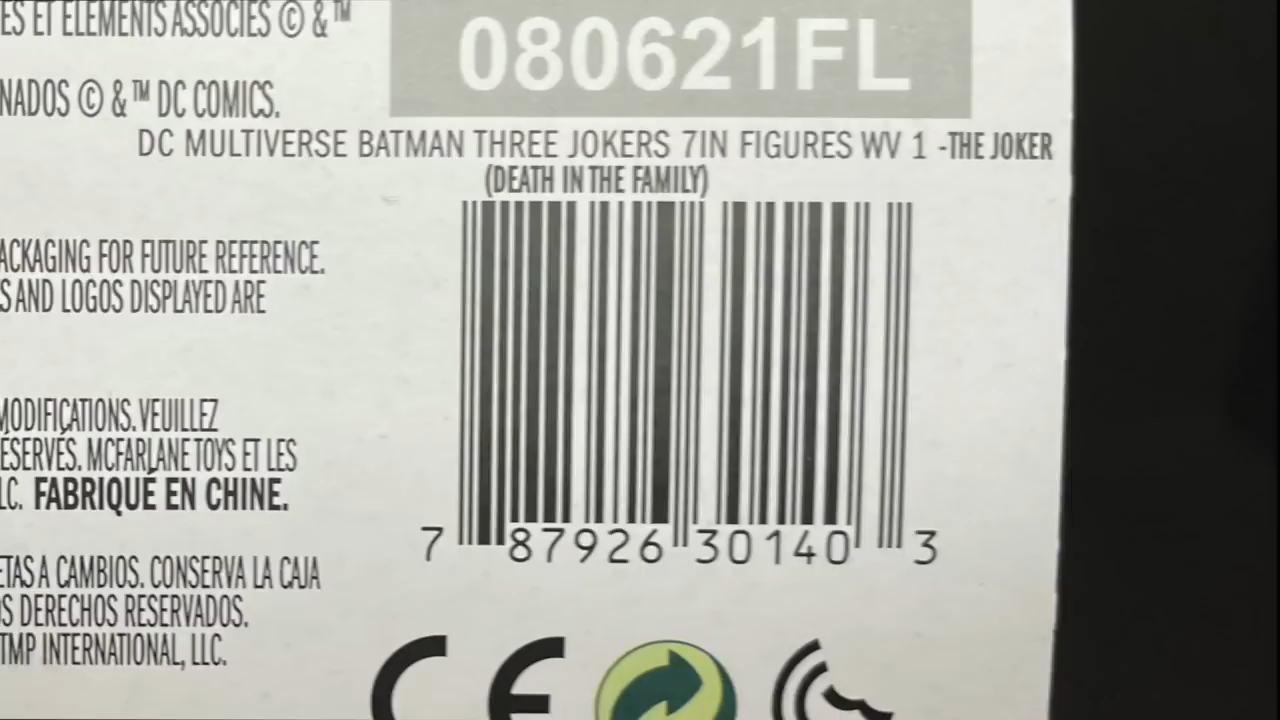 ES ET ÉLÉMENTS ASSOCIÉS © & ™
080621FL
NADOS © & ™ DC COMICS.
DC MULTIVERSE BATMAN THREE JOKERS 7IN FIGURES WV 1 -THE JOKER
(DEATH IN THE FAMILY)
ACKAGING FOR FUTURE REFERENCE.
S AND LOGOS DISPLAYED ARE
MODIFICATIONS. VEUILLEZ
ÉSERVÉS. MCFARLANE TOYS ET LES
LC. FABRIQUÉ EN CHINE.
7 87926 30140 3
ETAS A CAMBIOS. CONSERVA LA CAJA
OS DERECHOS RESERVADOS.
TMP INTERNATIONAL, LLC.
CE